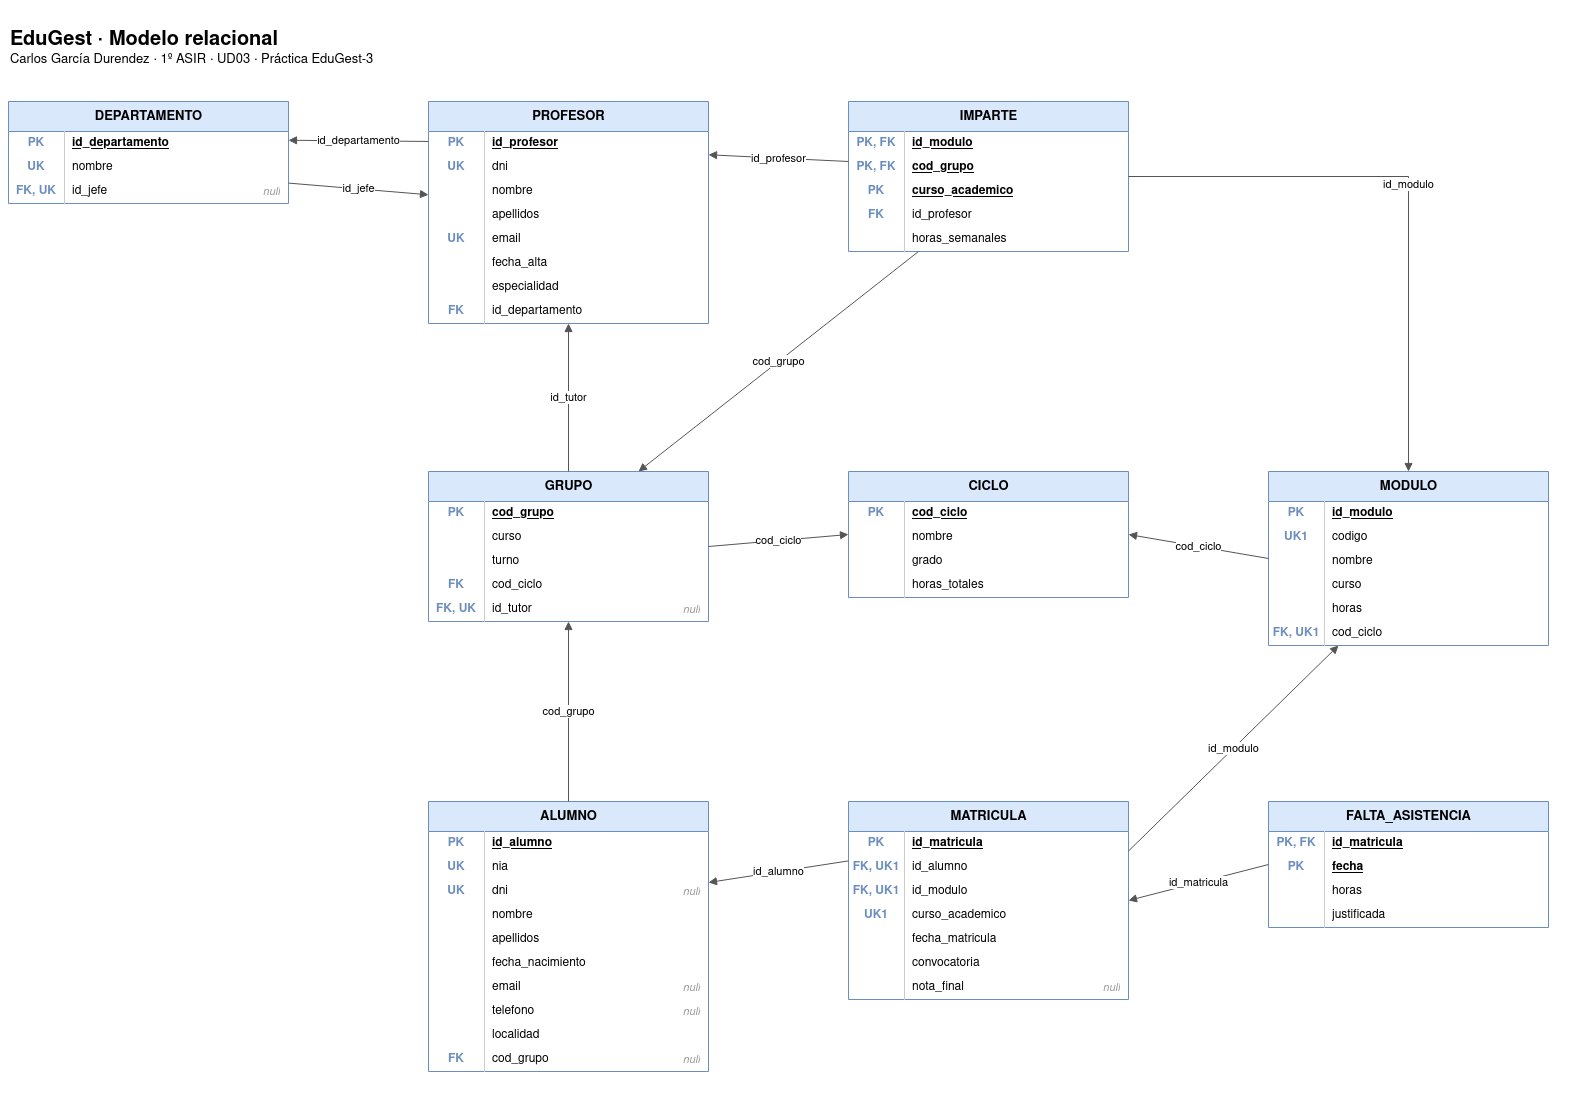 EduGest · Modelo relacional
Carlos García Durendez · 1º ASIR · UD03 · Práctica EduGest-3
DEPARTAMENTO
PK id_departamento
UK nombre
FK, UK id_jefe null
id_departamento
id_jefe
PROFESOR
PK id_profesor
UK dni
nombre
apellidos
UK email
fecha_alta
especialidad
FK id_departamento
id_profesor
IMPARTE
PK, FK id_modulo
PK, FK cod_grupo
PK curso_academico
FK id_profesor
horas_semanales
id_modulo
cod_grupo
id_tutor
GRUPO
PK cod_grupo
curso
turno
FK cod_ciclo
FK, UK id_tutor null
cod_ciclo
CICLO
PK cod_ciclo
nombre
grado
horas_totales
cod_ciclo
MODULO
PK id_modulo
UK1 codigo
nombre
curso
horas
FK, UK1 cod_ciclo
cod_grupo
id_modulo
ALUMNO
PK id_alumno
UK nia
UK dni null
nombre
apellidos
fecha_nacimiento
email null
telefono null
localidad
FK cod_grupo null
id_alumno
MATRICULA
PK id_matricula
FK, UK1 id_alumno
FK, UK1 id_modulo
UK1 curso_academico
fecha_matricula
convocatoria
nota_final null
id_matricula
FALTA_ASISTENCIA
PK, FK id_matricula
PK fecha
horas
justificada